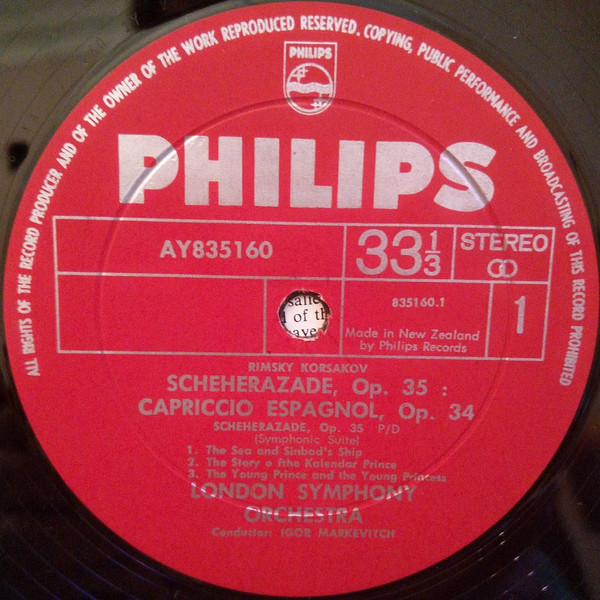 ALL RIGHTS OF THE RECORD PRODUCER AND OF THE OWNER OF THE WORK REPRODUCED RESERVED. COPYING, PUBLIC PERFORMANCE AND BROADCASTING OF THIS RECORD PROHIBITED
PHILIPS
PHILIPS
AY835160
33 1/3
STEREO
835160.1
1
Made in New Zealand
by Philips Records
of th
RIMSKY KORSAKOV
SCHEHERAZADE, Op. 35 :
CAPRICCIO ESPAGNOL, Op. 34
SCHEHERAZADE, Op. 35 P/D
(Symphonic Suite)
1. The Sea and Sinbad's Ship
2. The Story o fthe Kalendar Prince
3. The Young Prince and the Young Princess
LONDON SYMPHONY
ORCHESTRA
Conductor: IGOR MARKEVITCH